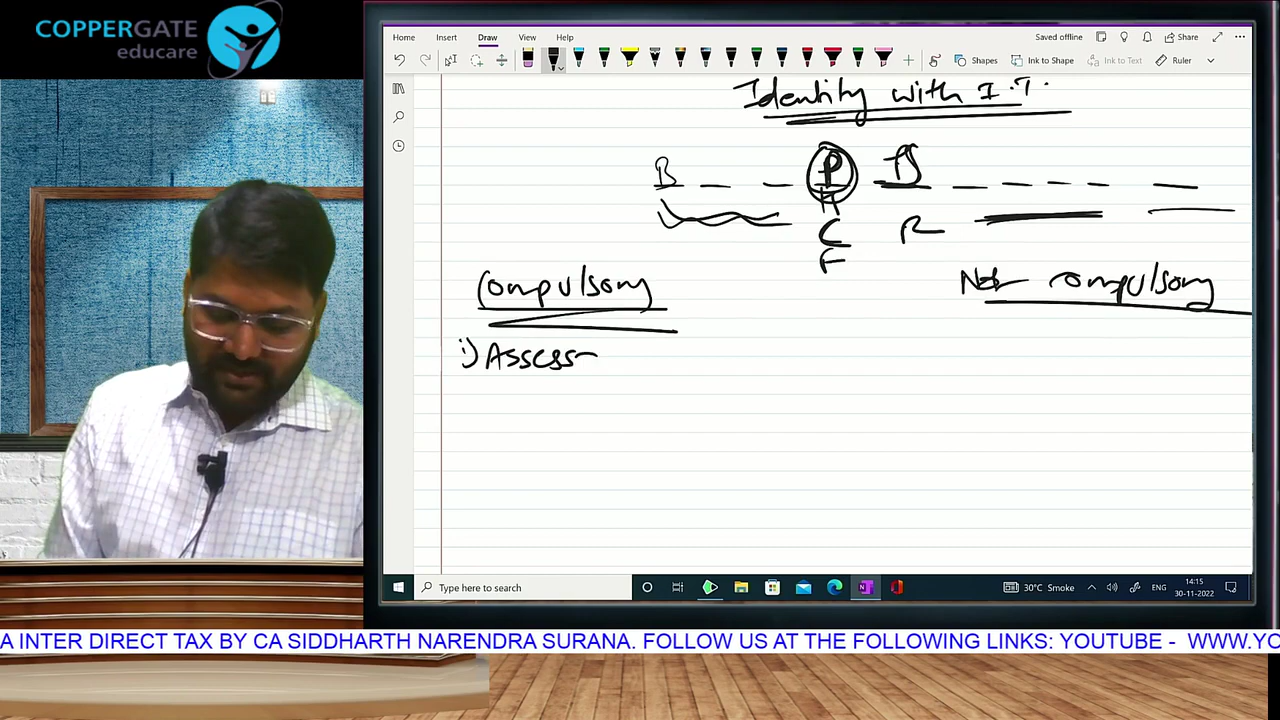 COPPERGATE
educare
Home Insert Draw View Help
Saved offline
Share
Shapes
Ink to Shape
Ink to Text
Ruler
Identity with I.T.
B P B
H
C R
F
Compulsory
Not compulsory
i) Assess
Type here to search
30°C Smoke
ENG
14:15
30-11-2022
A INTER DIRECT TAX BY CA SIDDHARTH NARENDRA SURANA. FOLLOW US AT THE FOLLOWING LINKS: YOUTUBE - WWW.YO